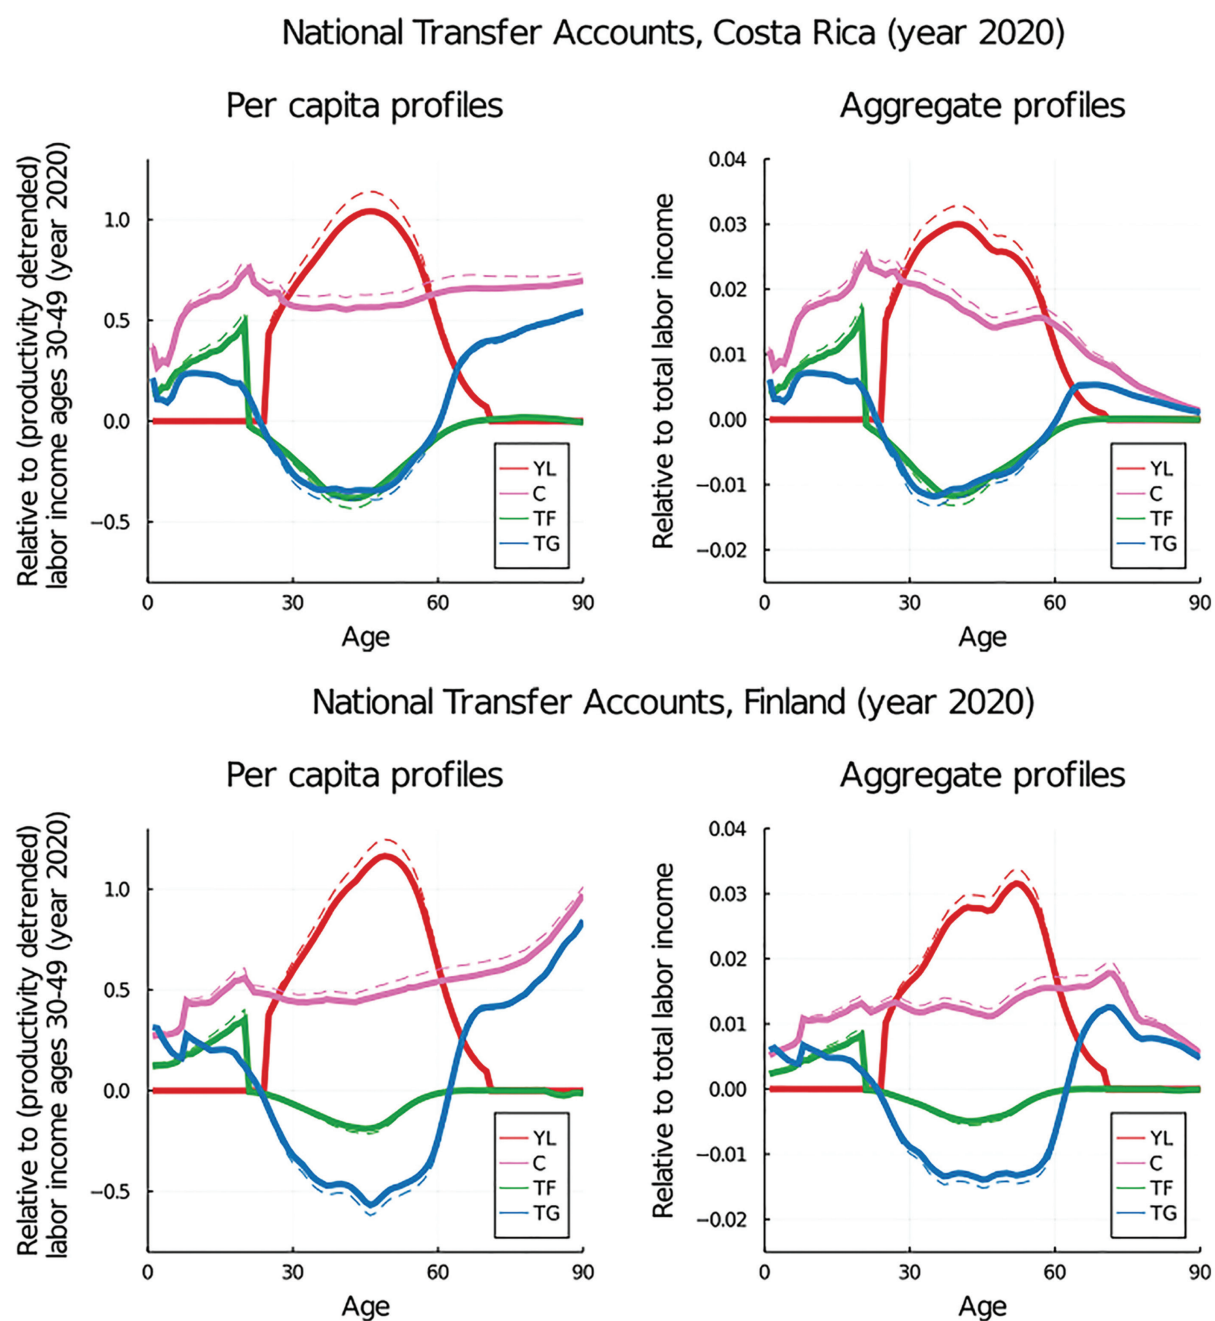 National Transfer Accounts, Costa Rica (year 2020)
Per capita profiles
Relative to (productivity detrended)
labor income ages 30-49 (year 2020)
1.0
0.5
0.0
−0.5
0
30
60
90
Age
YL
C
TF
TG
Aggregate profiles
Relative to total labor income
0.04
0.03
0.02
0.01
0.00
−0.01
−0.02
0
30
60
90
Age
YL
C
TF
TG
National Transfer Accounts, Finland (year 2020)
Per capita profiles
Relative to (productivity detrended)
labor income ages 30-49 (year 2020)
1.0
0.5
0.0
−0.5
0
30
60
90
Age
YL
C
TF
TG
Aggregate profiles
Relative to total labor income
0.04
0.03
0.02
0.01
0.00
−0.01
−0.02
0
30
60
90
Age
YL
C
TF
TG